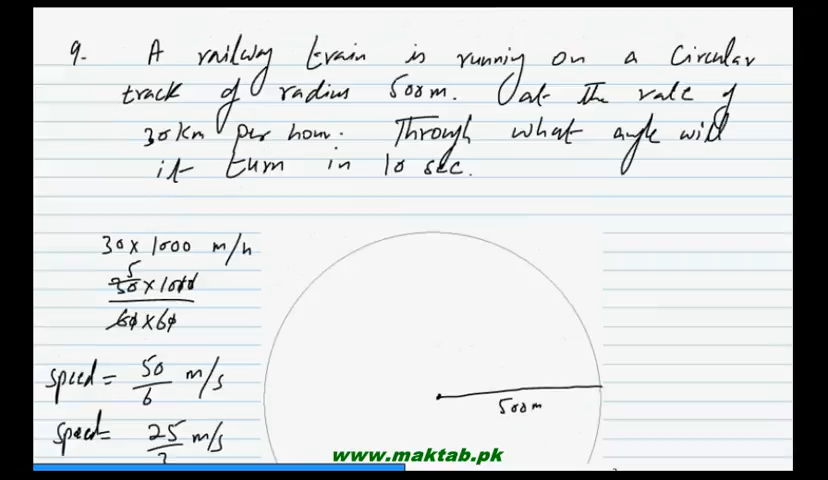 9. A railway train is running on a circular
track of radius 500m. at the rate of
30km per hour. Through what angle will
it turn in 10 sec.
30 x 1000 m/h
5
30 x 1000
60 x 60
speed = 50/6 m/s
500m
speed = 25/3 m/s
www.maktab.pk